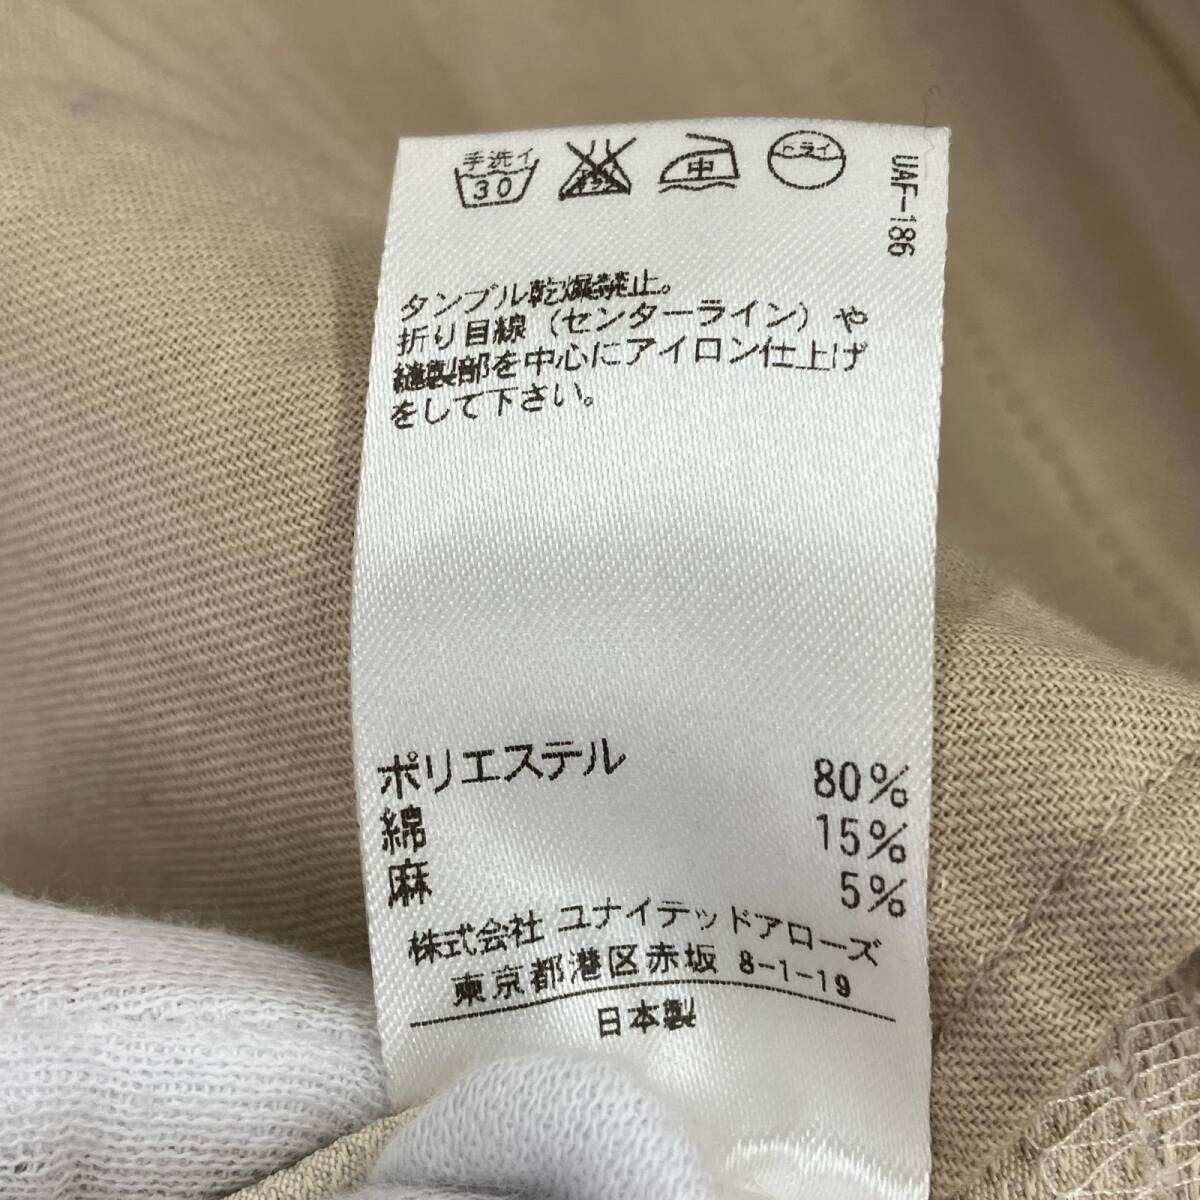 手洗イ
30
中
ドライ
UAF-186
タンブル乾燥禁止。
折り目線（センターライン）や
縫製部を中心にアイロン仕上げ
をして下さい。
ポリエステル 80%
綿 15%
麻 5%
株式会社 ユナイテッドアローズ
東京都港区赤坂 8-1-19
日本製